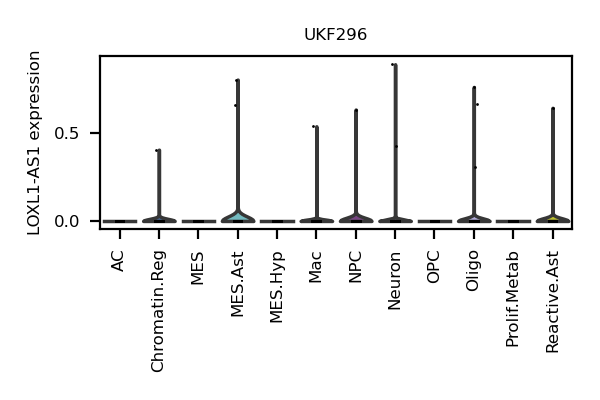 UKF296
LOXL1-AS1 expression
0.5
0.0
AC
Chromatin.Reg
MES
MES.Ast
MES.Hyp
Mac
NPC
Neuron
OPC
Oligo
Prolif.Metab
Reactive.Ast